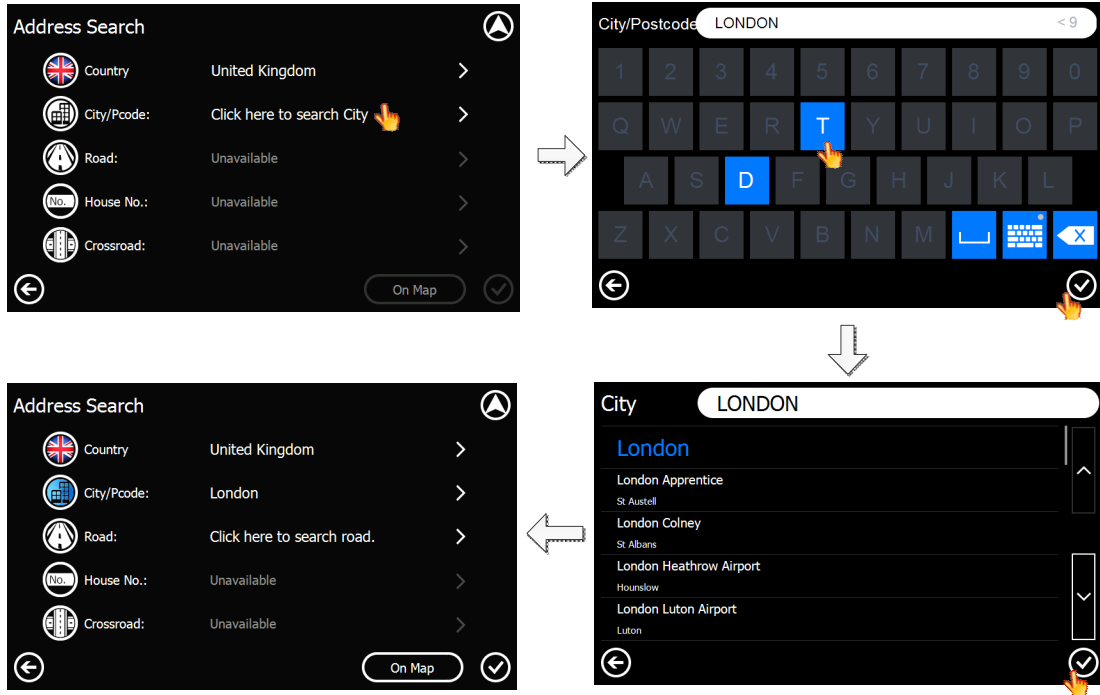 Address Search
Country United Kingdom
City/Pcode: Click here to search City
Road: Unavailable
No. House No.: Unavailable
Crossroad: Unavailable
On Map
City/Postcode LONDON < 9
1 2 3 4 5 6 7 8 9 0
Q W E R T Y U I O P
A S D F G H J K L
Z X C V B N M X
City LONDON
London
London Apprentice
St Austell
London Colney
St Albans
London Heathrow Airport
Hounslow
London Luton Airport
Luton
Address Search
Country United Kingdom
City/Pcode: London
Road: Click here to search road.
No. House No.: Unavailable
Crossroad: Unavailable
On Map